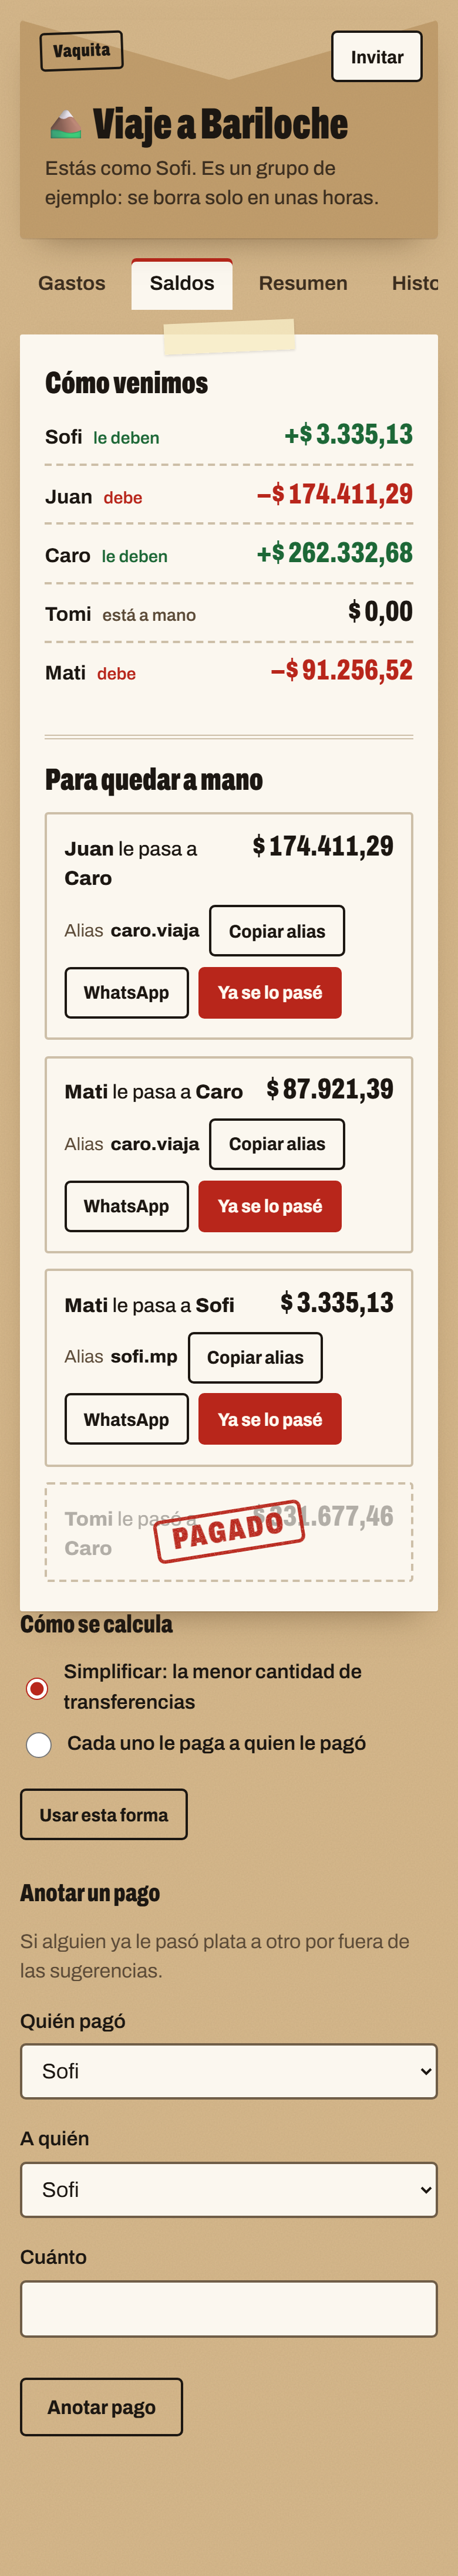 Vaquita
Invitar
Viaje a Bariloche
Estás como Sofi. Es un grupo de
ejemplo: se borra solo en unas horas.
Gastos Saldos Resumen Histo
Cómo venimos
Sofi le deben +$ 3.335,13
Juan debe −$ 174.411,29
Caro le deben +$ 262.332,68
Tomi está a mano $ 0,00
Mati debe −$ 91.256,52
Para quedar a mano
Juan le pasa a $ 174.411,29
Caro
Alias caro.viaja Copiar alias
WhatsApp Ya se lo pasé
Mati le pasa a Caro $ 87.921,39
Alias caro.viaja Copiar alias
WhatsApp Ya se lo pasé
Mati le pasa a Sofi $ 3.335,13
Alias sofi.mp Copiar alias
WhatsApp Ya se lo pasé
Tomi le pasó a $ 331.677,46
Caro
PAGADO
Cómo se calcula
Simplificar: la menor cantidad de
transferencias
Cada uno le paga a quien le pagó
Usar esta forma
Anotar un pago
Si alguien ya le pasó plata a otro por fuera de
las sugerencias.
Quién pagó
Sofi
A quién
Sofi
Cuánto
Anotar pago